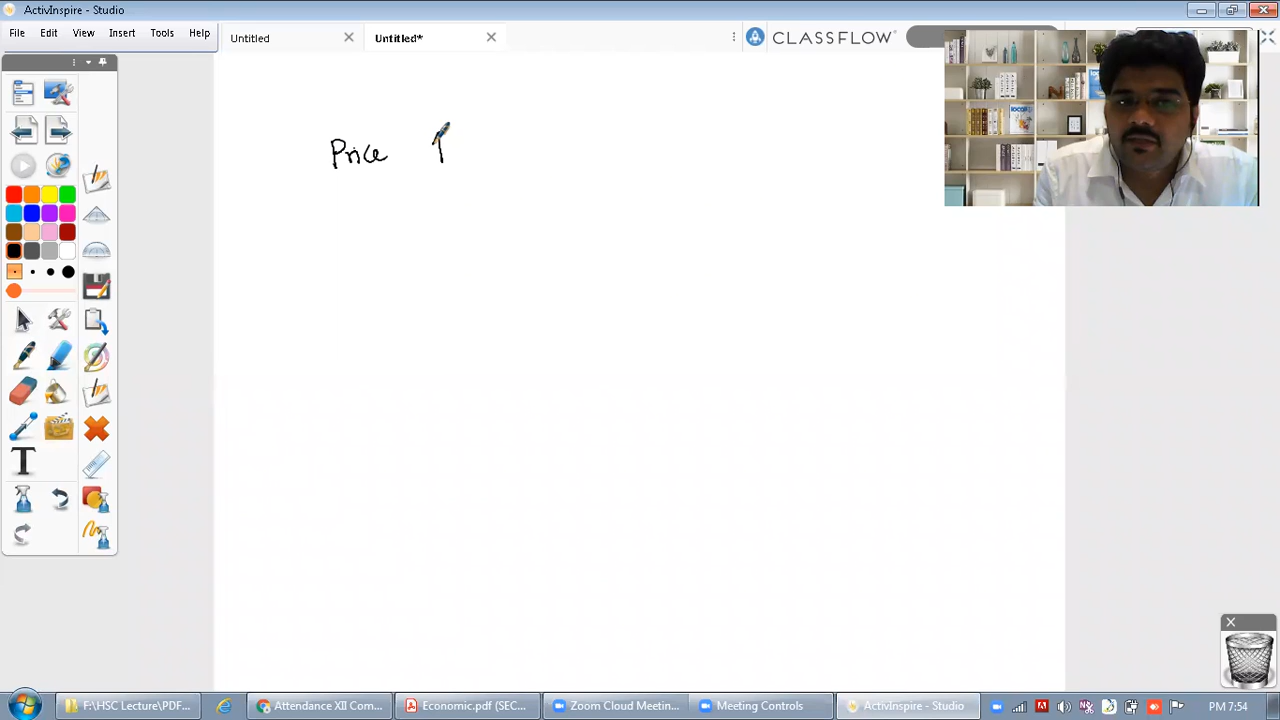 ActivInspire - Studio
File Edit View Insert Tools Help
Untitled
Untitled*
CLASSFLOW
Price ↑
T
F:\HSC Lecture\PDF...
Attendance XII Com...
Economic.pdf (SEC...
Zoom Cloud Meetin...
Meeting Controls
ActivInspire - Studio
PM 7:54